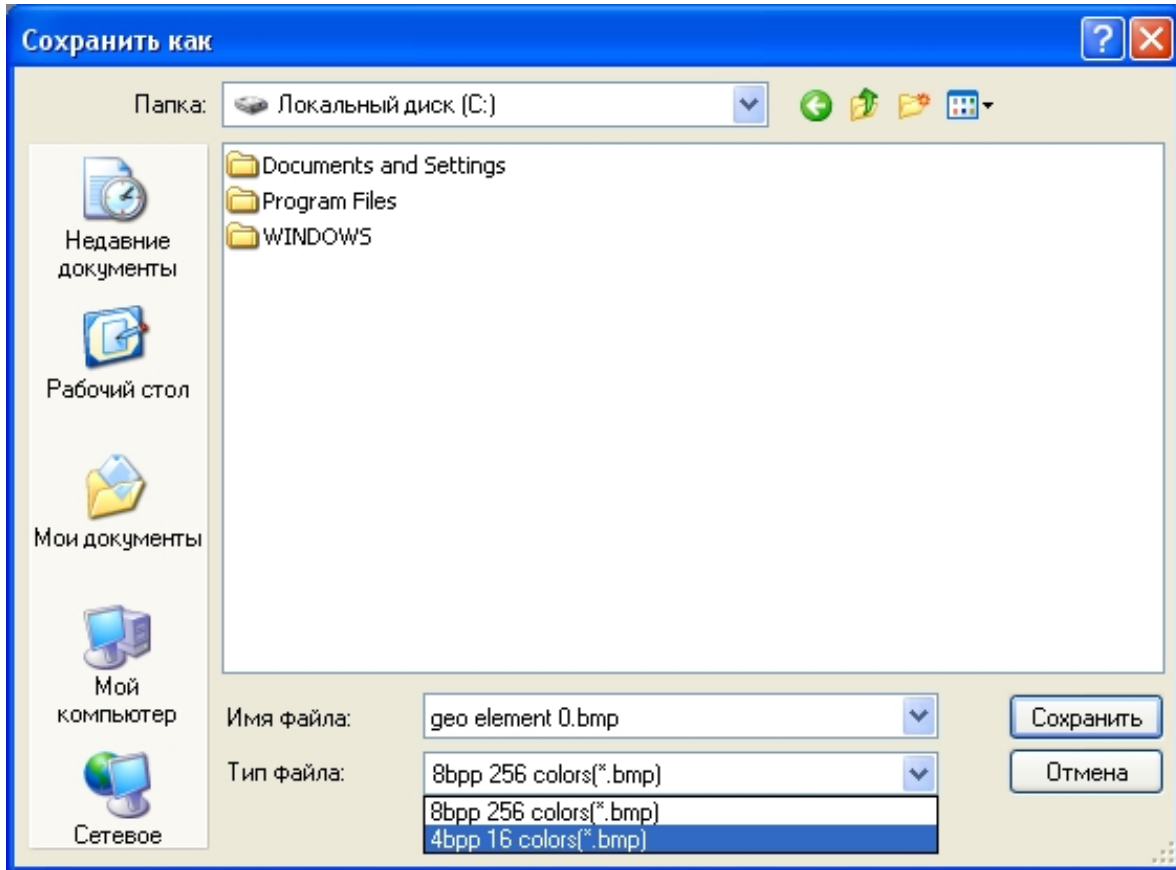 Сохранить как
Папка:
Локальный диск (C:)
Documents and Settings
Program Files
WINDOWS
Недавние
документы
Рабочий стол
Мои документы
Мой
компьютер
Сетевое
Имя файла:
geo element 0.bmp
Сохранить
Тип файла:
8bpp 256 colors(*.bmp)
Отмена
8bpp 256 colors(*.bmp)
4bpp 16 colors(*.bmp)